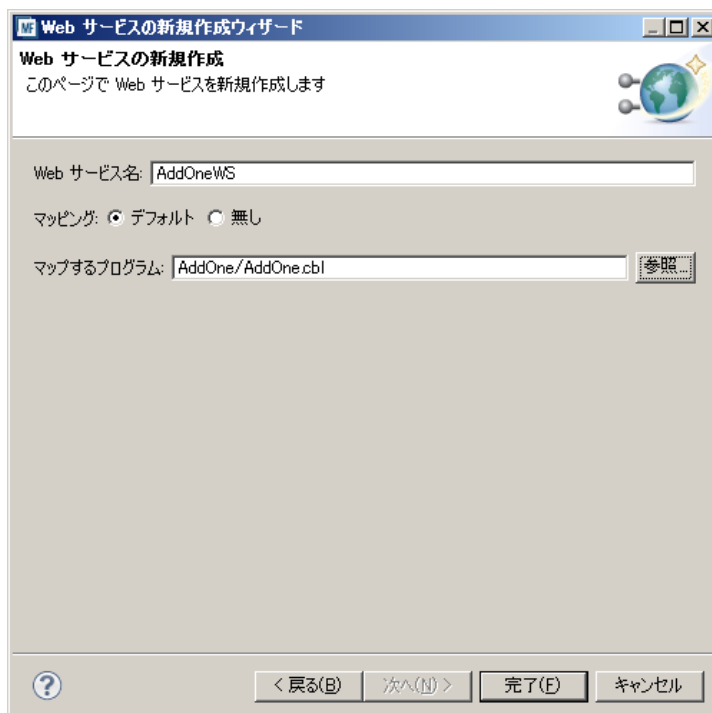 MF Web サービスの新規作成ウィザード
Web サービスの新規作成
このページで Web サービスを新規作成します
Web サービス名: AddOneWS
マッピング: デフォルト 無し
マップするプログラム: AddOne/AddOne.cbl 参照...
? < 戻る(B) 次へ(N) > 完了(F) キャンセル